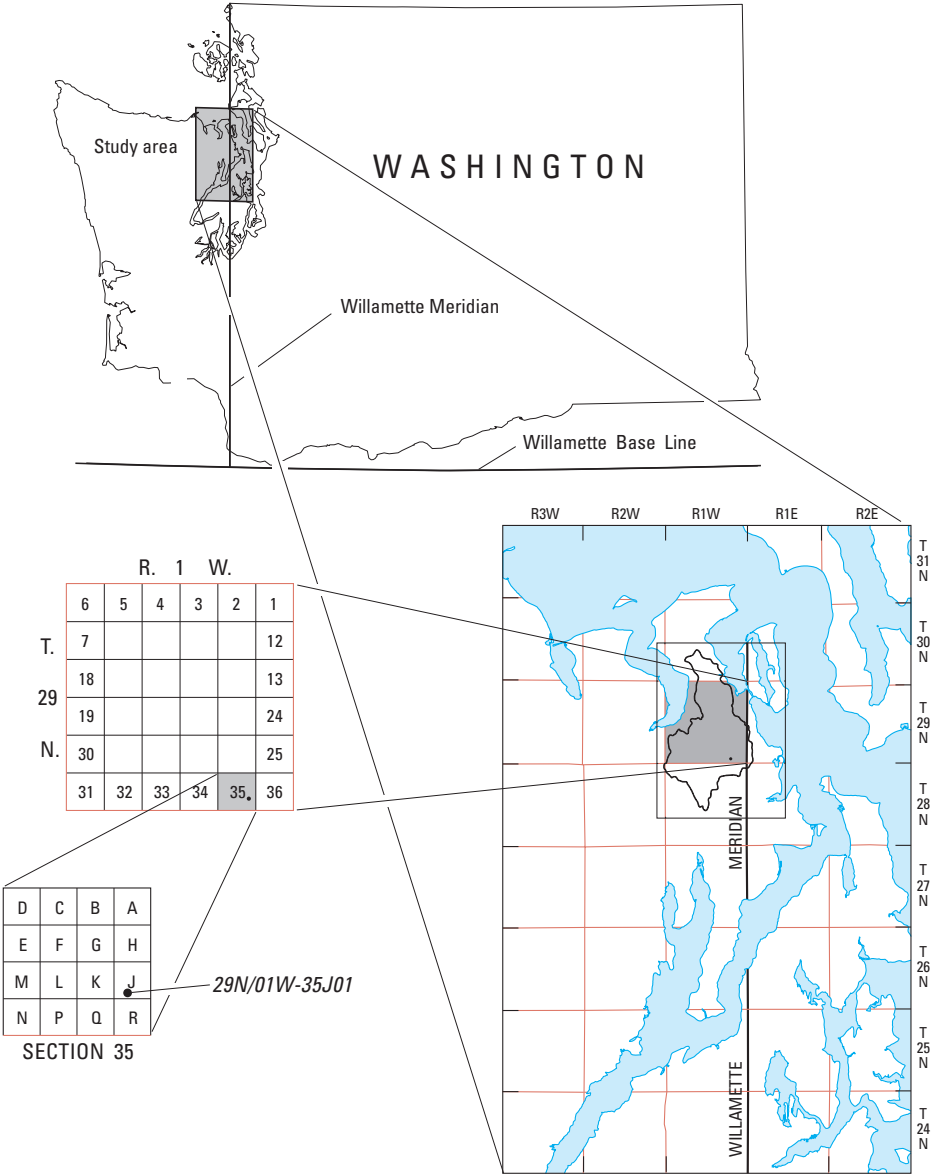 WASHINGTON
Study area
Willamette Meridian
Willamette Base Line
R3W R2W R1W R1E R2E
T 31 N
T 30 N
T 29 N
T 28 N
T 27 N
T 26 N
T 25 N
T 24 N
WILLAMETTE MERIDIAN
R. 1 W.
T. 29 N.
6 5 4 3 2 1
7 12
18 13
19 24
30 25
31 32 33 34 35 36
D C B A
E F G H
M L K J
N P Q R
29N/01W-35J01
SECTION 35